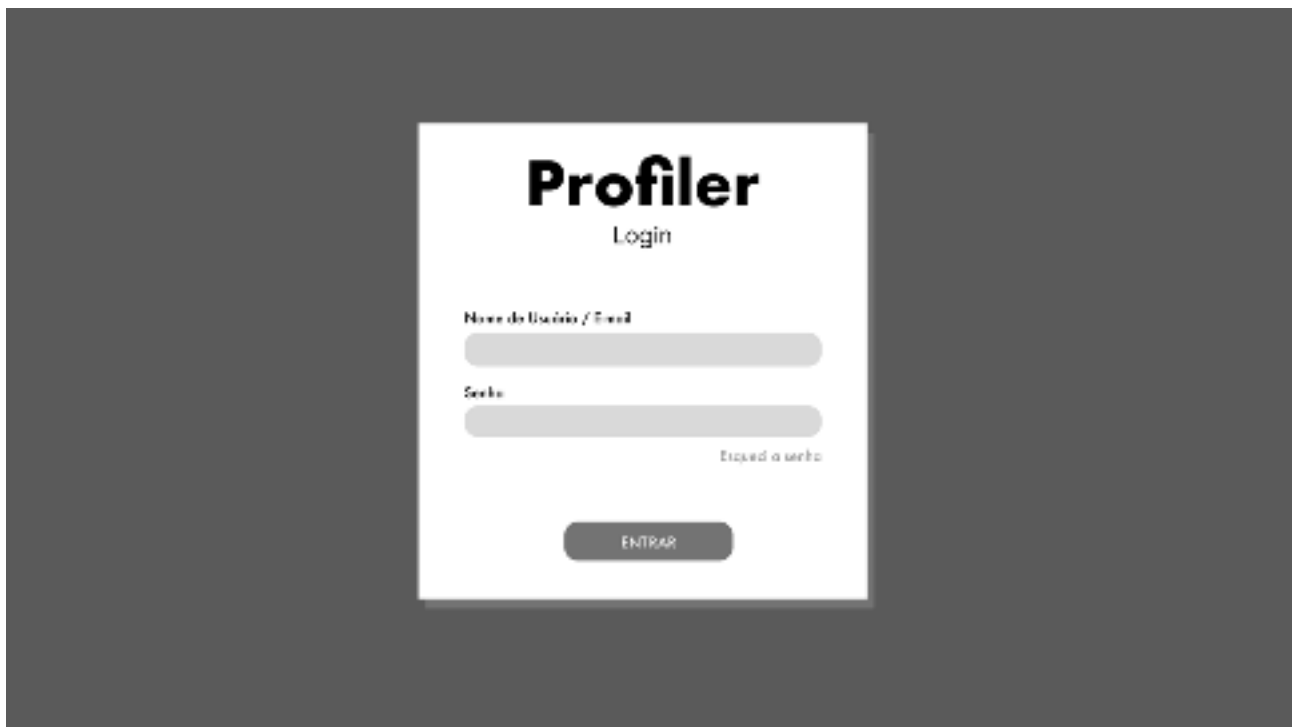 Profiler
Login
Nome de Usuário / Email
Senha
Esqueci a senha
ENTRAR